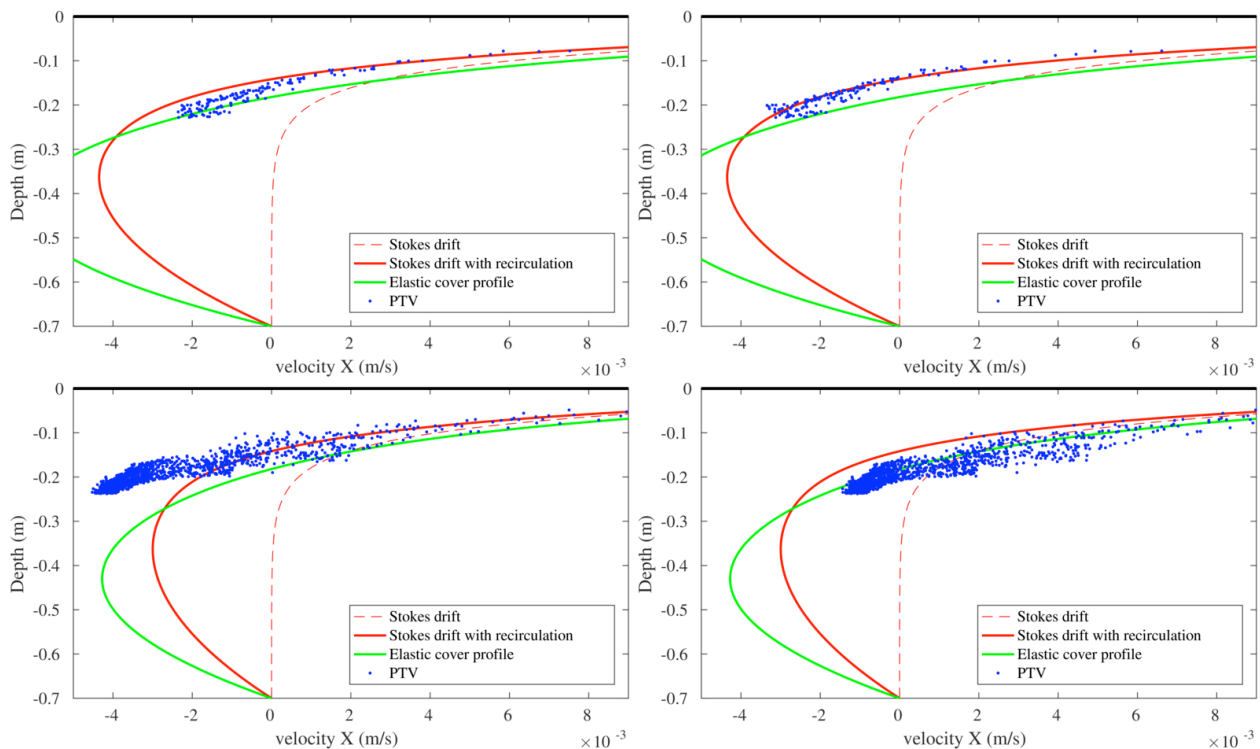 0
-0.1
-0.2
-0.3
-0.4
-0.5
-0.6
-0.7
Depth (m)
-4 -2 0 2 4 6 8
velocity X (m/s)
×10 -3
Stokes drift
Stokes drift with recirculation
Elastic cover profile
PTV
0
-0.1
-0.2
-0.3
-0.4
-0.5
-0.6
-0.7
Depth (m)
-4 -2 0 2 4 6 8
velocity X (m/s)
×10 -3
Stokes drift
Stokes drift with recirculation
Elastic cover profile
PTV
0
-0.1
-0.2
-0.3
-0.4
-0.5
-0.6
-0.7
Depth (m)
-4 -2 0 2 4 6 8
velocity X (m/s)
×10 -3
Stokes drift
Stokes drift with recirculation
Elastic cover profile
PTV
0
-0.1
-0.2
-0.3
-0.4
-0.5
-0.6
-0.7
Depth (m)
-4 -2 0 2 4 6 8
velocity X (m/s)
×10 -3
Stokes drift
Stokes drift with recirculation
Elastic cover profile
PTV